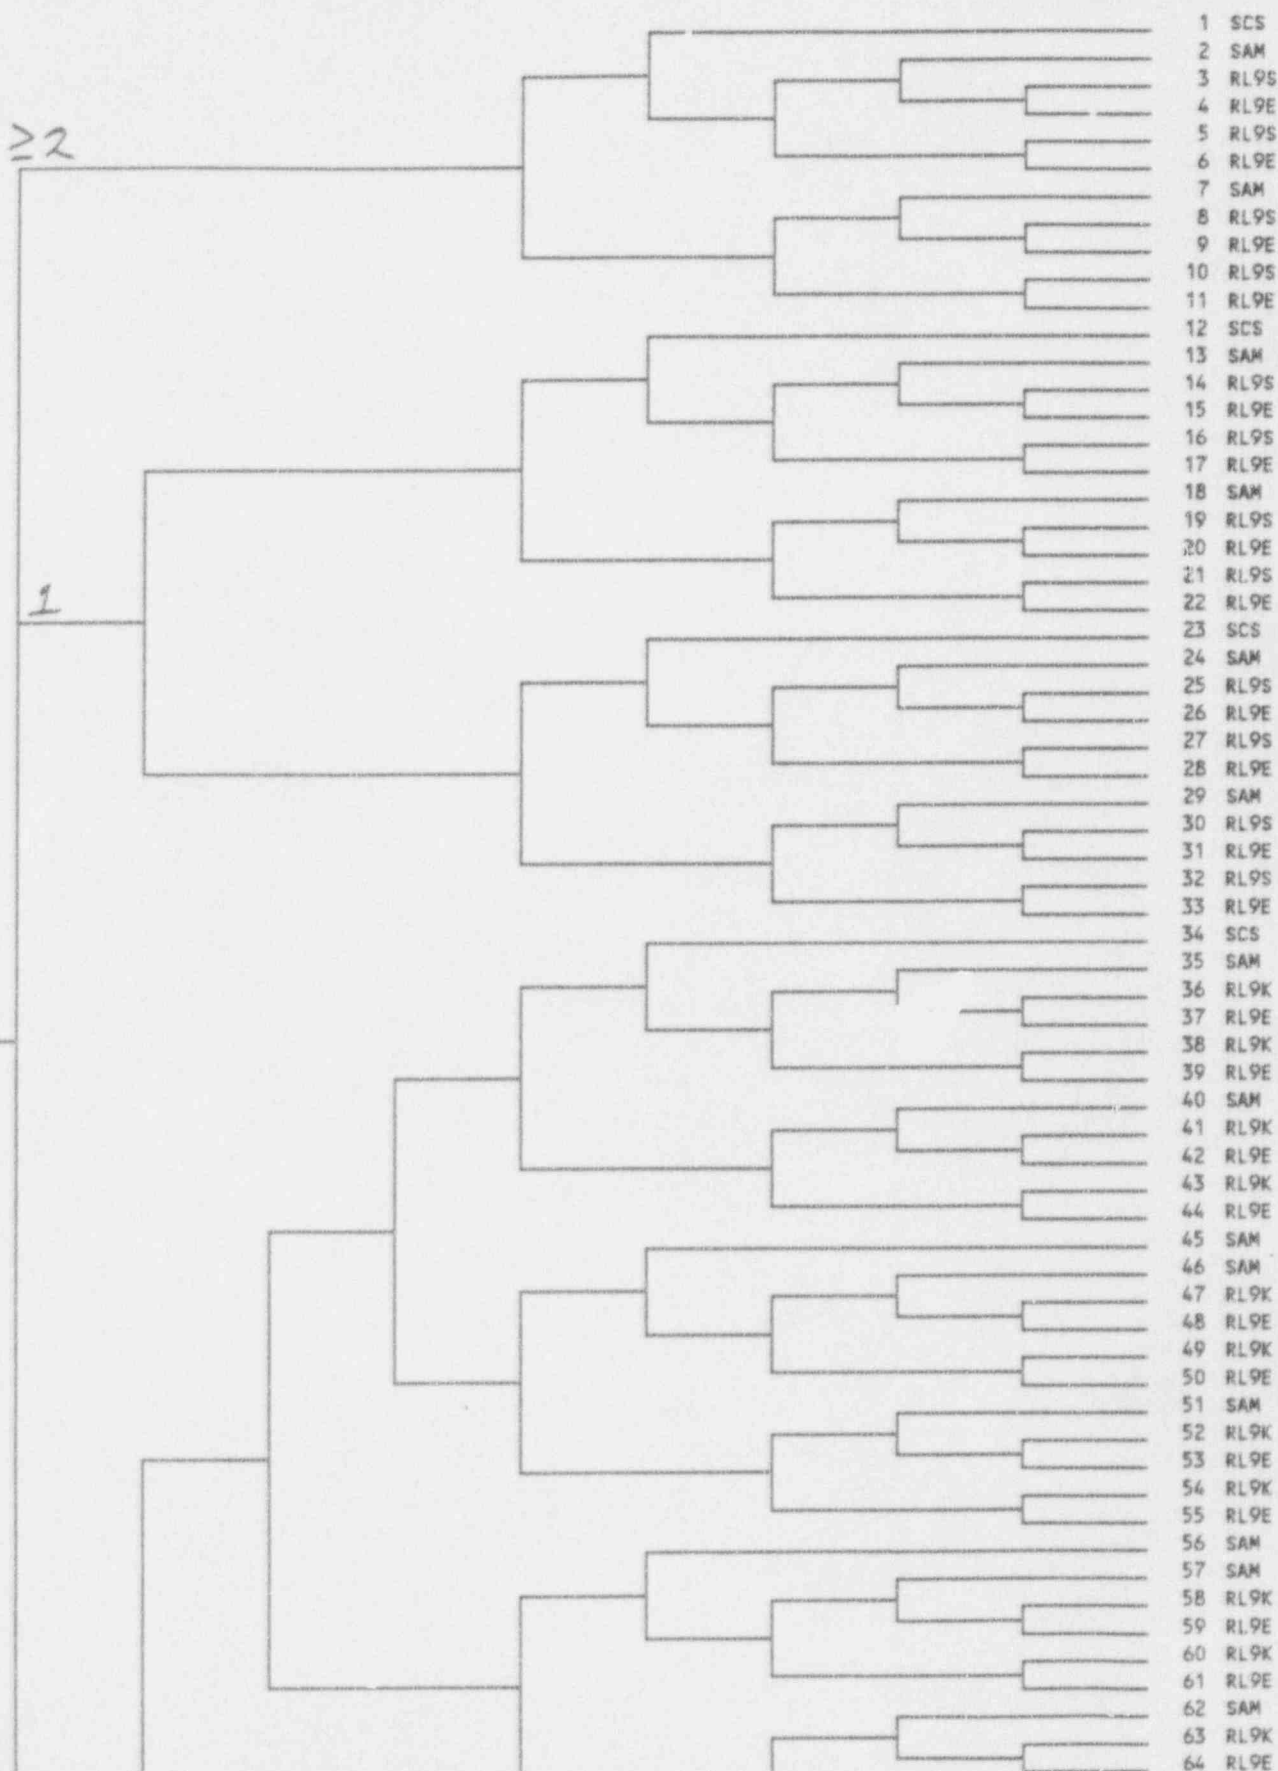 1 SCS
2 SAM
3 RL9S
4 RL9E
≥2
5 RL9S
6 RL9E
7 SAM
8 RL9S
9 RL9E
10 RL9S
11 RL9E
12 SCS
13 SAM
14 RL9S
15 RL9E
16 RL9S
17 RL9E
18 SAM
19 RL9S
20 RL9E
21 RL9S
1
22 RL9E
23 SCS
24 SAM
25 RL9S
26 RL9E
27 RL9S
28 RL9E
29 SAM
30 RL9S
31 RL9E
32 RL9S
33 RL9E
34 SCS
35 SAM
36 RL9K
37 RL9E
38 RL9K
39 RL9E
40 SAM
41 RL9K
42 RL9E
43 RL9K
44 RL9E
45 SAM
46 SAM
47 RL9K
48 RL9E
49 RL9K
50 RL9E
51 SAM
52 RL9K
53 RL9E
54 RL9K
55 RL9E
56 SAM
57 SAM
58 RL9K
59 RL9E
60 RL9K
61 RL9E
62 SAM
63 RL9K
64 RL9E